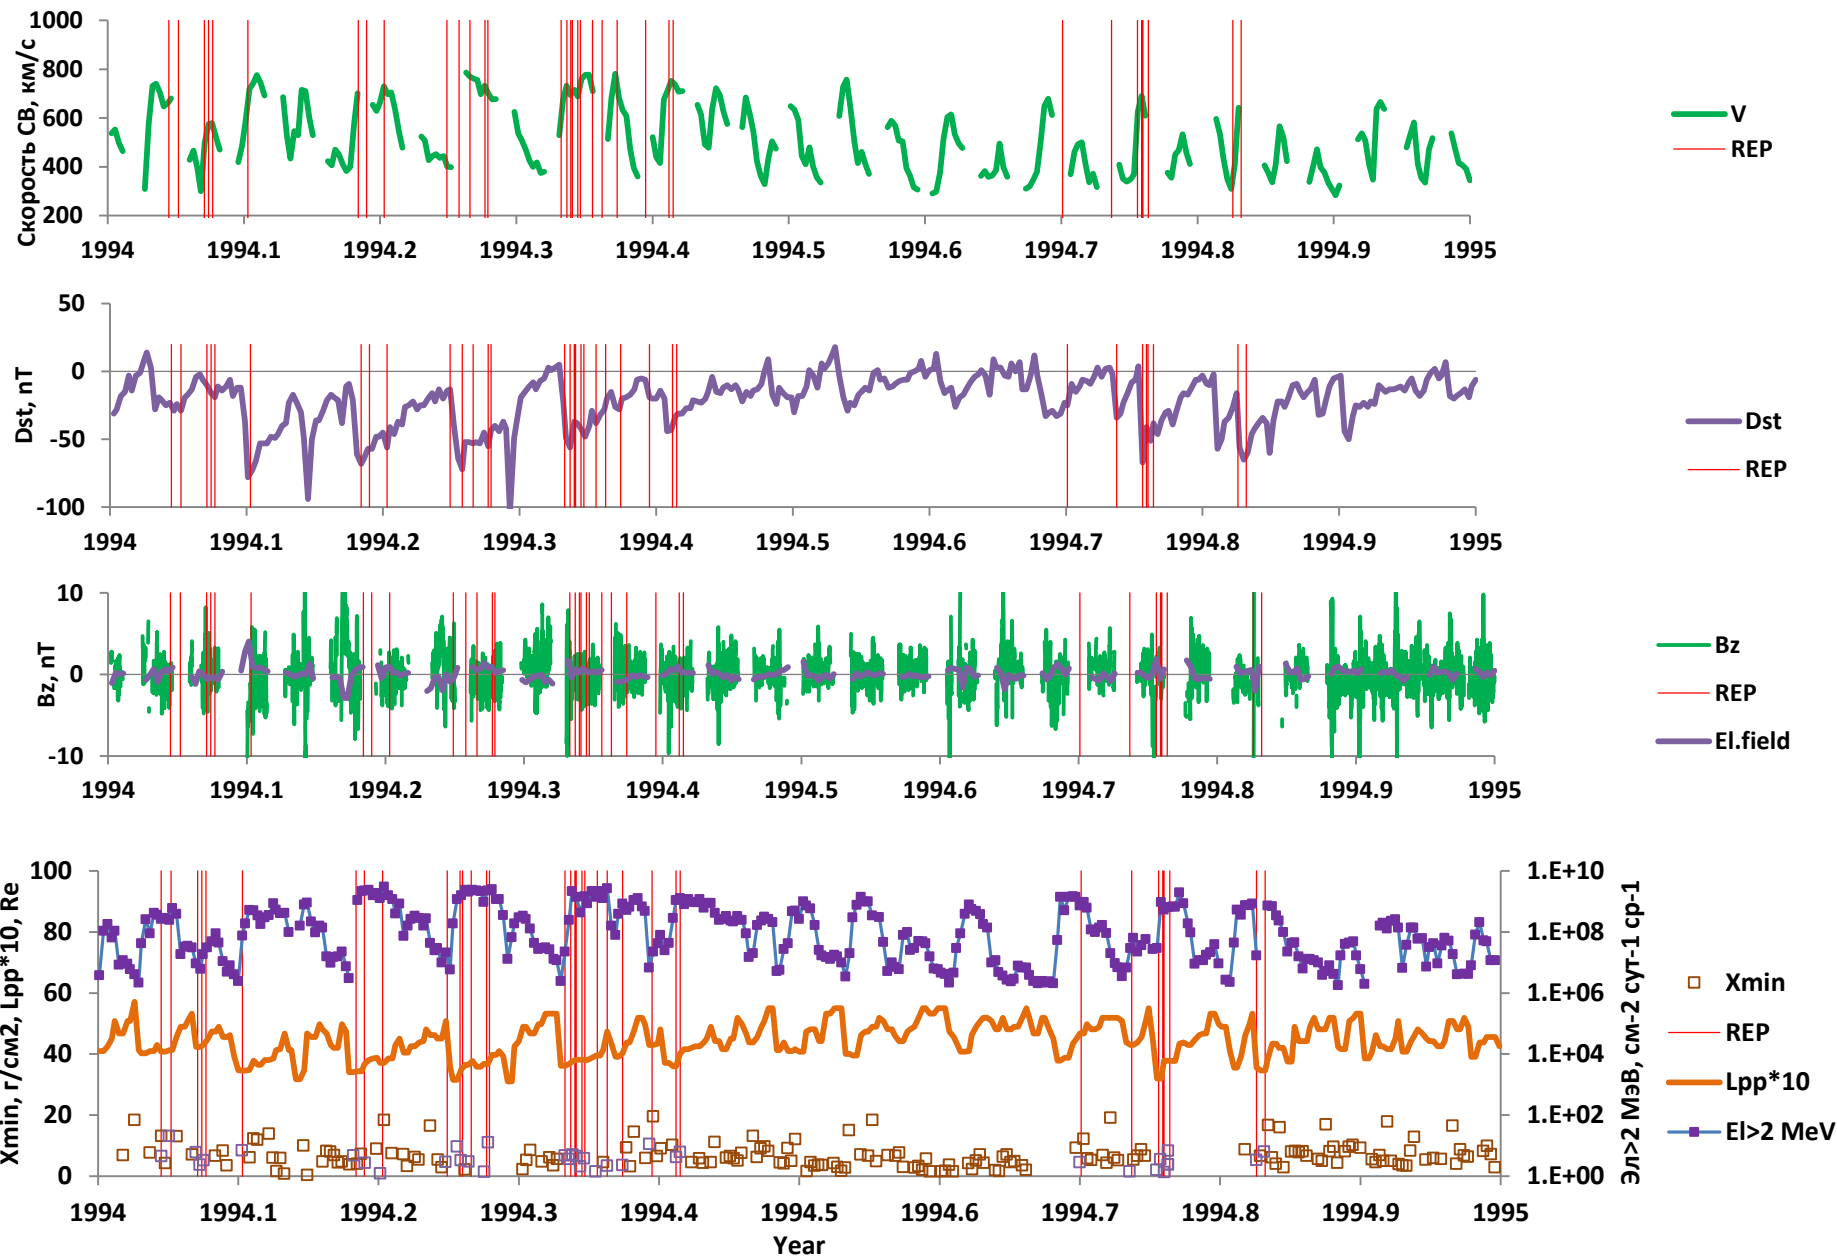 Скорость СВ, км/с
1000
800
600
400
200
1994
1994.1
1994.2
1994.3
1994.4
1994.5
1994.6
1994.7
1994.8
1994.9
1995
V
REP
Dst, nT
50
0
-50
-100
1994
1994.1
1994.2
1994.3
1994.4
1994.5
1994.6
1994.7
1994.8
1994.9
1995
Dst
REP
Bz, nT
10
0
-10
1994
1994.1
1994.2
1994.3
1994.4
1994.5
1994.6
1994.7
1994.8
1994.9
1995
Bz
REP
El.field
Xmin, г/см2, Lpp*10, Re
100
80
60
40
20
0
1.E+10
1.E+08
1.E+06
1.E+04
1.E+02
1.E+00
Эл>2 МэВ, см-2 сут-1 ср-1
1994
1994.1
1994.2
1994.3
1994.4
1994.5
1994.6
1994.7
1994.8
1994.9
1995
Year
Xmin
REP
Lpp*10
El>2 MeV